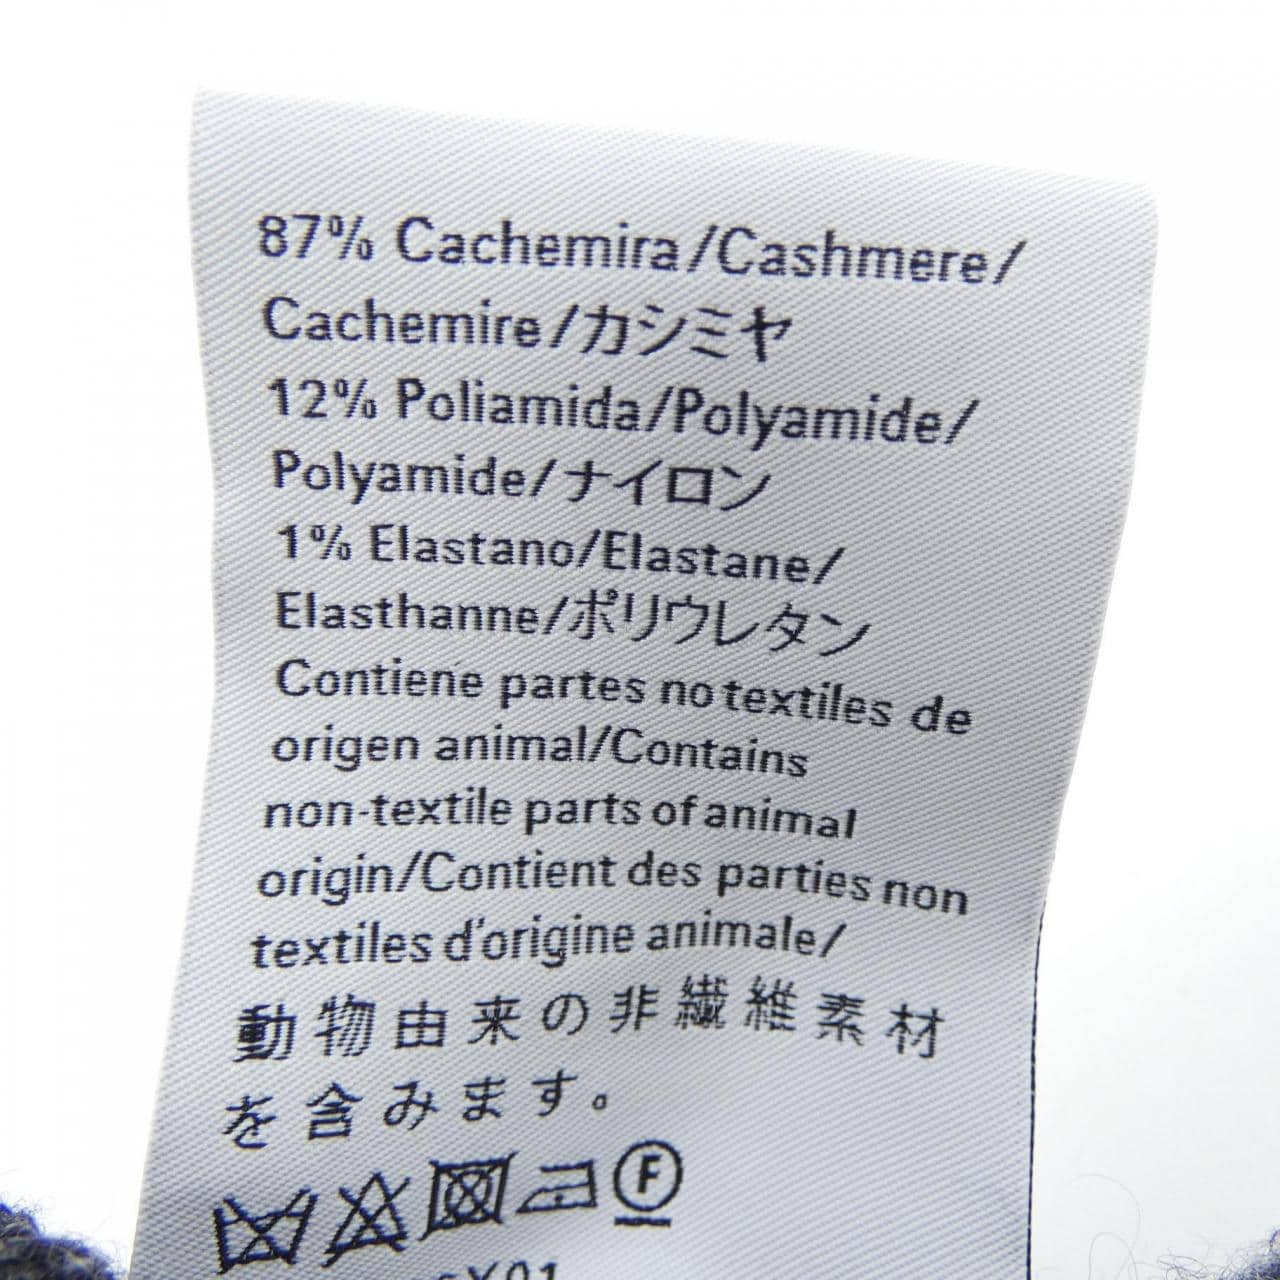 87% Cachemira/Cashmere/
Cachemire/カシミヤ
12% Poliamida/Polyamide/
Polyamide/ナイロン
1% Elastano/Elastane/
Elasthanne/ポリウレタン
Contiene partes no textiles de
origen animal/Contains
non-textile parts of animal
origin/Contient des parties non
textiles d'origine animale/
動物由来の非繊維素材
を含みます。
F